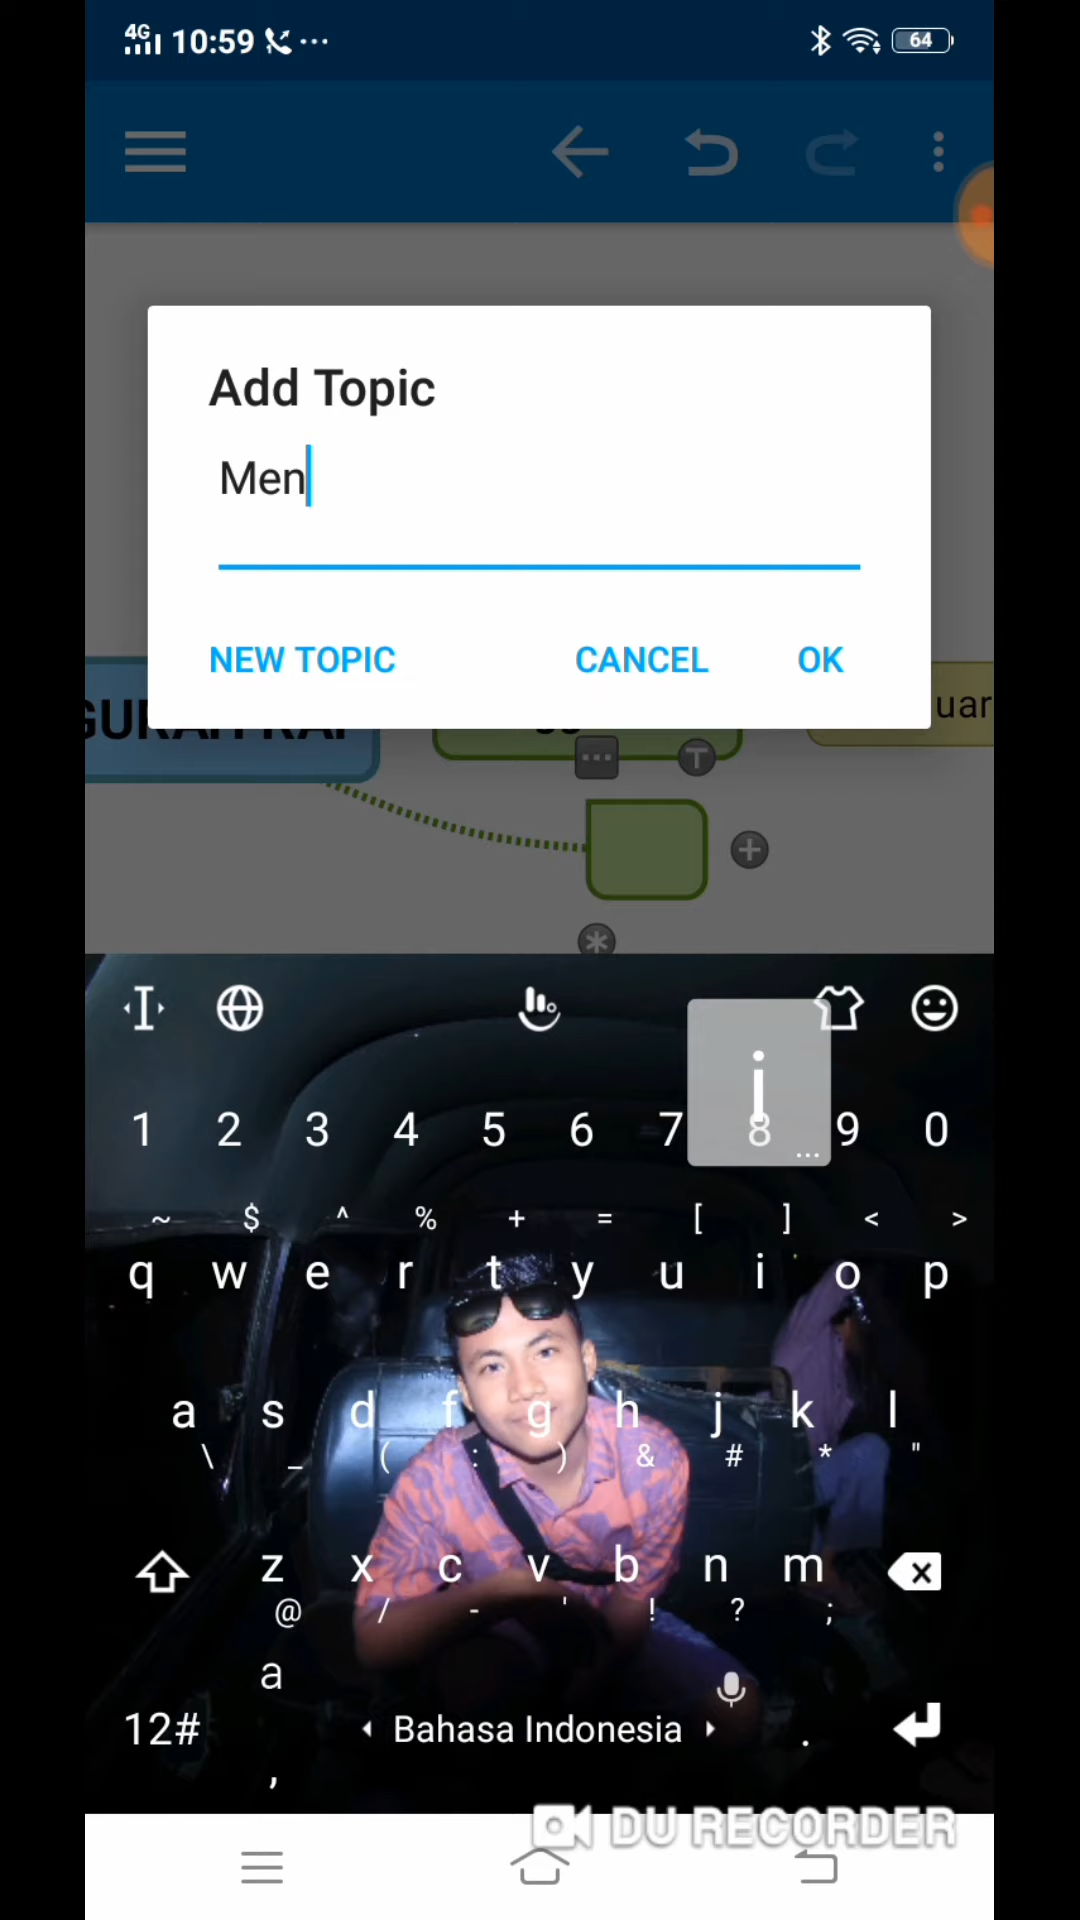 4G 10:59 ... 64
Add Topic
Men
NEW TOPIC CANCEL OK
uar
i
1 2 3 4 5 6 7 8 9 0
...
~ $ ^ % + = [ ] < >
q w e r t y u i o p
a s d f g h j k l
\ _ ( : ) & # * "
z x c v b n m
@ / - ' ! ? ;
a
12# Bahasa Indonesia .
,
DU RECORDER